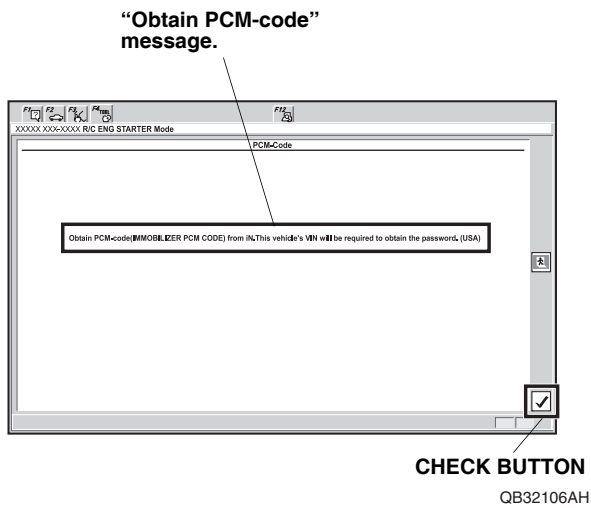 “Obtain PCM-code”
message.
F1 F2 F3 F4 TOOL F12
XXXXX XXX-XXXX R/C ENG STARTER Mode
PCM-Code
Obtain PCM-code(IMMOBILIZER PCM CODE) from iN.This vehicle's VIN will be required to obtain the password. (USA)
CHECK BUTTON
QB32106AH